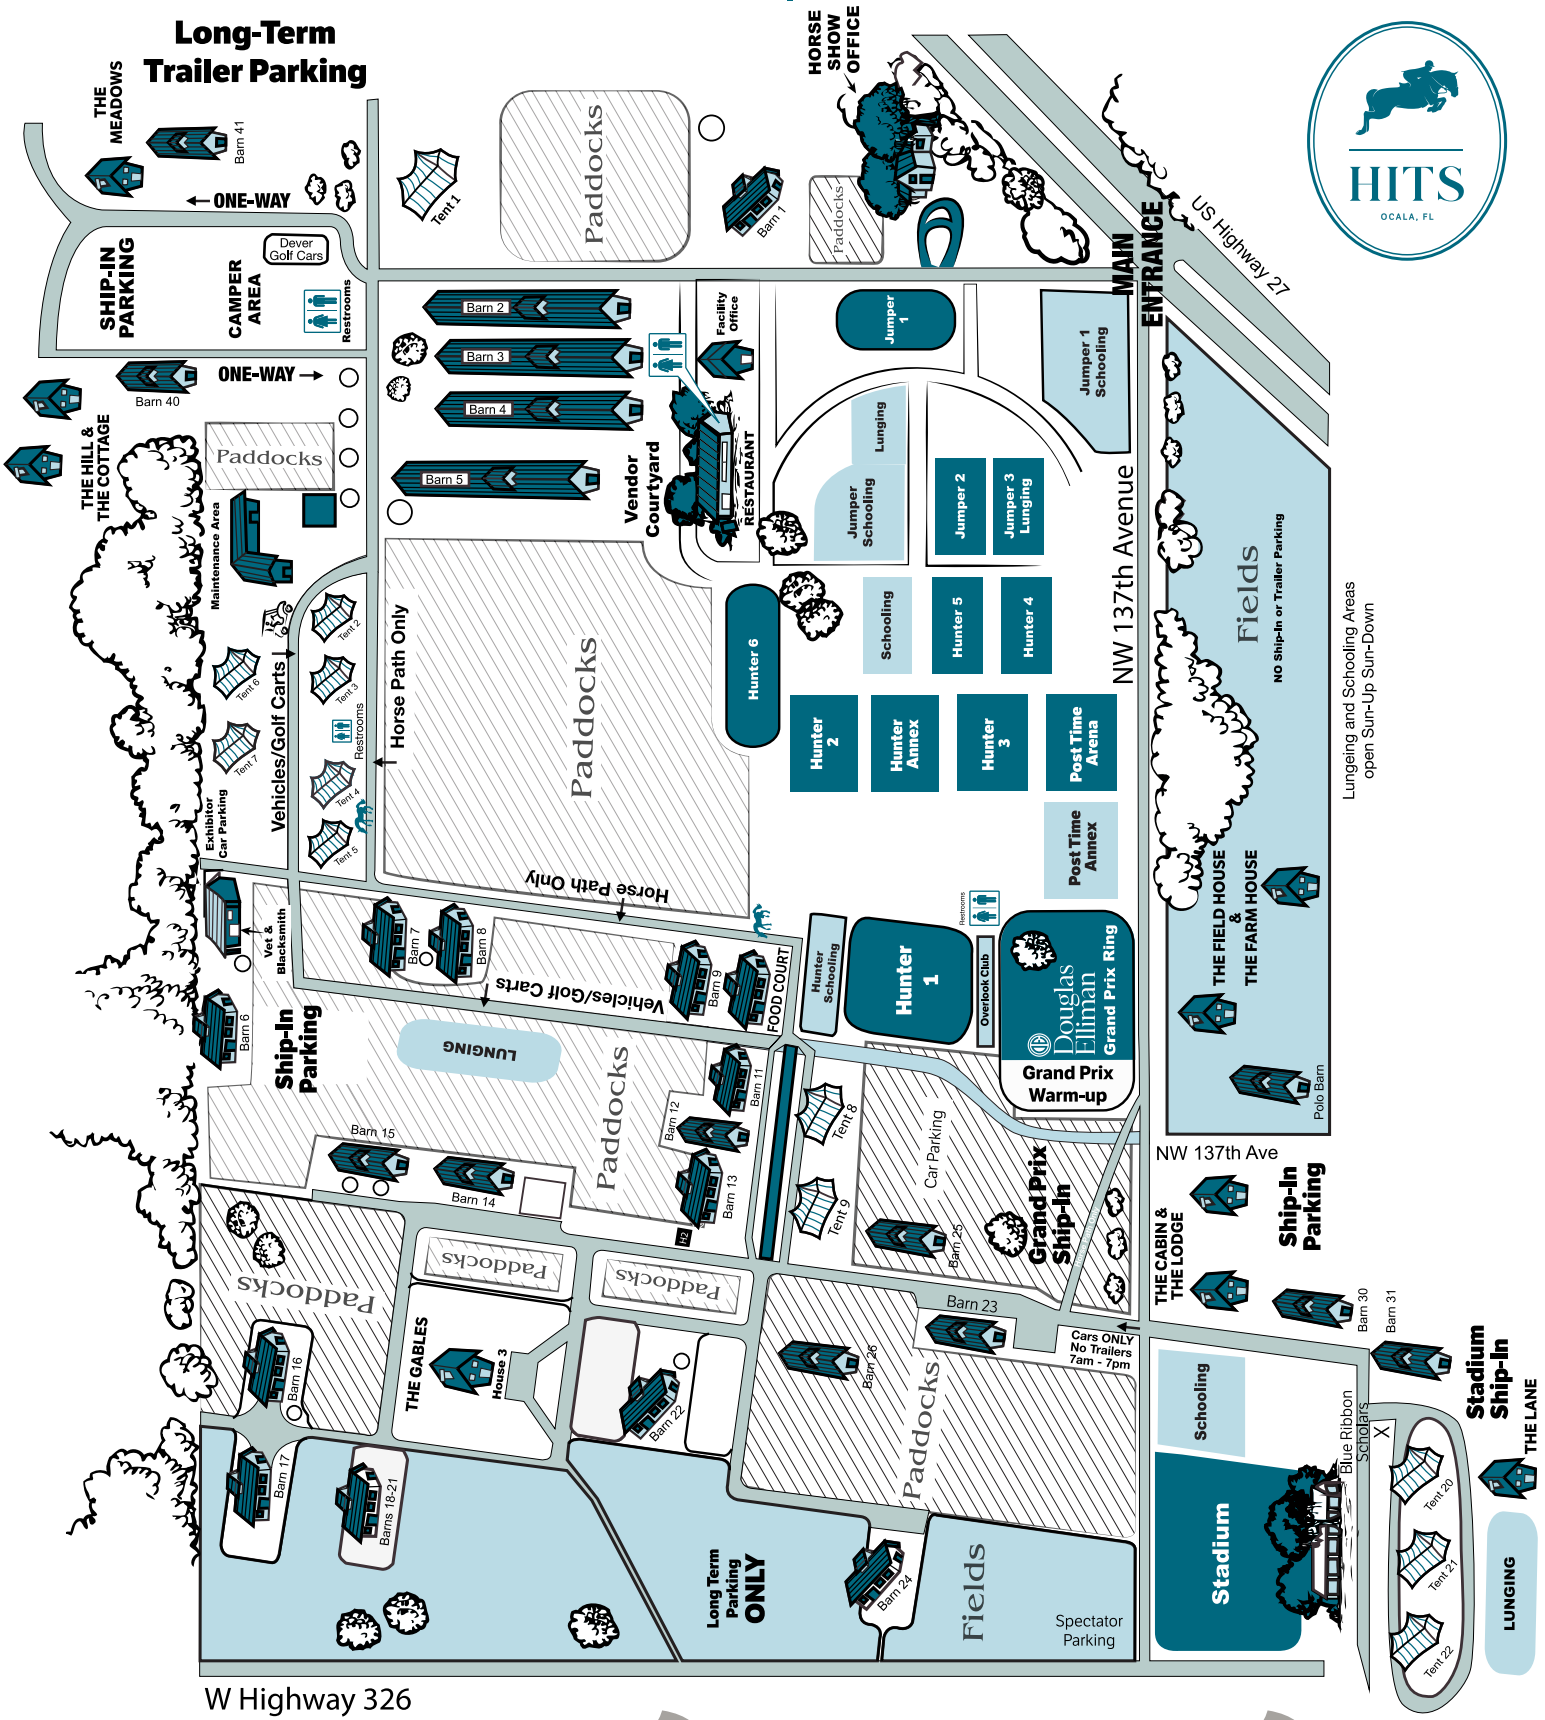 Long-Term
Trailer Parking
HORSE
SHOW
OFFICE
HITS
OCALA, FL
THE
MEADOWS
Barn 41
← ONE-WAY
Dever
Golf Cars
SHIP-IN
PARKING
CAMPER
AREA
Restrooms
Tent 1
Paddocks
Barn 1
Paddocks
MAIN
ENTRANCE
US Highway 27
Barn 2
Barn 3
Barn 4
Barn 5
Facility
Office
Jumper
1
Jumper 1
Schooling
ONE-WAY →
Barn 40
THE HILL &
THE COTTAGE
Paddocks
Maintenance Area
Vendor
Courtyard
RESTAURANT
Lunging
Jumper
Schooling
Jumper 2
Jumper 3
Lunging
NW 137th Avenue
Fields
NO Ship-In or Trailer Parking
Lungeing and Schooling Areas
open Sun-Up Sun-Down
Tent 2
Tent 3
Tent 6
Tent 7
Restrooms
Tent 4
Tent 5
Vehicles/Golf Carts
Horse Path Only
Exhibitor
Car Parking
Paddocks
Hunter 6
Schooling
Hunter 5
Hunter 4
Hunter
2
Hunter
Annex
Hunter
3
Post Time
Arena
Post Time
Annex
Horse Path Only
Vet &
Blacksmith
Barn 7
Barn 8
Barn 9
FOOD COURT
Vehicles/Golf Carts
Hunter
Schooling
Hunter
1
Restrooms
Overlook Club
Douglas
Elliman
Grand Prix Ring
Grand Prix
Warm-up
THE FIELD HOUSE
&
THE FARM HOUSE
Polo Barn
Barn 6
Ship-In
Parking
LUNGING
Paddocks
Barn 11
Barn 12
Barn 13
Barn 15
Barn 14
H2
Tent 8
Tent 9
Car Parking
Barn 25
Grand Prix
Ship-In
NW 137th Ave
THE CABIN &
THE LODGE
Ship-In
Parking
Barn 30
Barn 31
Paddocks
Paddocks
Paddocks
Barn 16
THE GABLES
House 3
Barn 22
Barn 23
Barn 26
Paddocks
Cars ONLY
No Trailers
7am - 7pm
Schooling
Blue Ribbon
Scholars
X
Stadium
Ship-In
THE LANE
Barn 17
Barns 18-21
Long Term
Parking
ONLY
Barn 24
Fields
Spectator
Parking
Stadium
Tent 20
Tent 21
Tent 22
LUNGING
W Highway 326